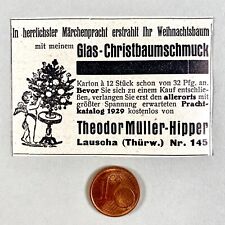 In herrlichster Märchenpracht erstrahlt Ihr Weihnachtsbaum
mit meinem Glas-Christbaumschmuck
Karton à 12 Stück schon von 32 Pfg. an.
Bevor Sie sich zu einem Kauf entschlie-
ßen, verlangen Sie erst den allerorts mit
größter Spannung erwarteten Pracht-
katalog 1929 kostenlos von
Theodor Müller-Hipper
Lauscha (Thürw.) Nr. 145